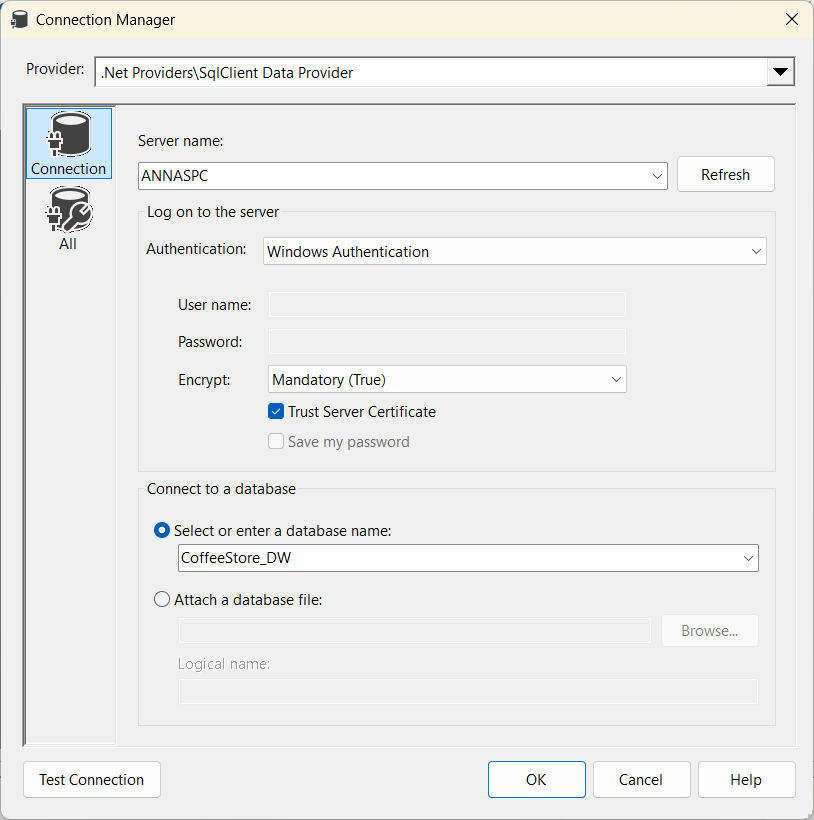 Connection Manager
Provider: .Net Providers\SqlClient Data Provider
Connection
All
Server name:
ANNASPC
Refresh
Log on to the server
Authentication: Windows Authentication
User name:
Password:
Encrypt: Mandatory (True)
Trust Server Certificate
Save my password
Connect to a database
Select or enter a database name:
CoffeeStore_DW
Attach a database file:
Browse...
Logical name:
Test Connection OK Cancel Help